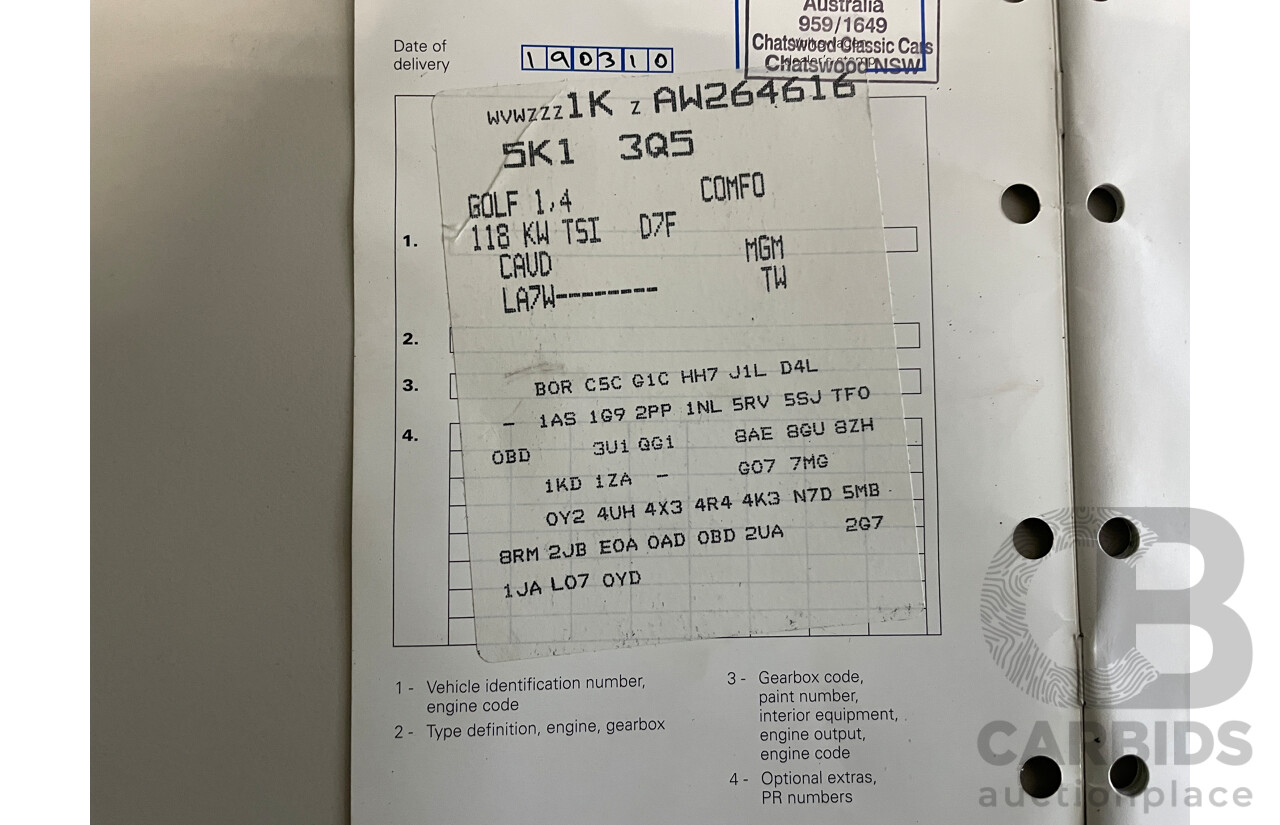 Australia
959/1649
Chatswood Classic Cars
Chatswood NSW
Date of
delivery
190310
WVWZZZ1K Z AW264616
5K1 3Q5
GOLF 1,4 COMFO
118 KW TSI D7F
CAVD MGM
LA7W-------- TW
1.
2.
3.
4.
BOR C5C G1C HH7 J1L D4L
- 1AS 1G9 2PP 1NL 5RV 5SJ TFO
0BD 3U1 QG1 8AE 8GU 8ZH
1KD 1ZA - G07 7MG
0Y2 4UH 4X3 4R4 4K3 N7D 5MB
8RM 2JB E0A 0AD 0BD 2UA 2G7
1JA L07 0YD
1 - Vehicle identification number,
engine code
2 - Type definition, engine, gearbox
3 - Gearbox code,
paint number,
interior equipment,
engine output,
engine code
4 - Optional extras,
PR numbers
CB
CARBIDS
auctionplace